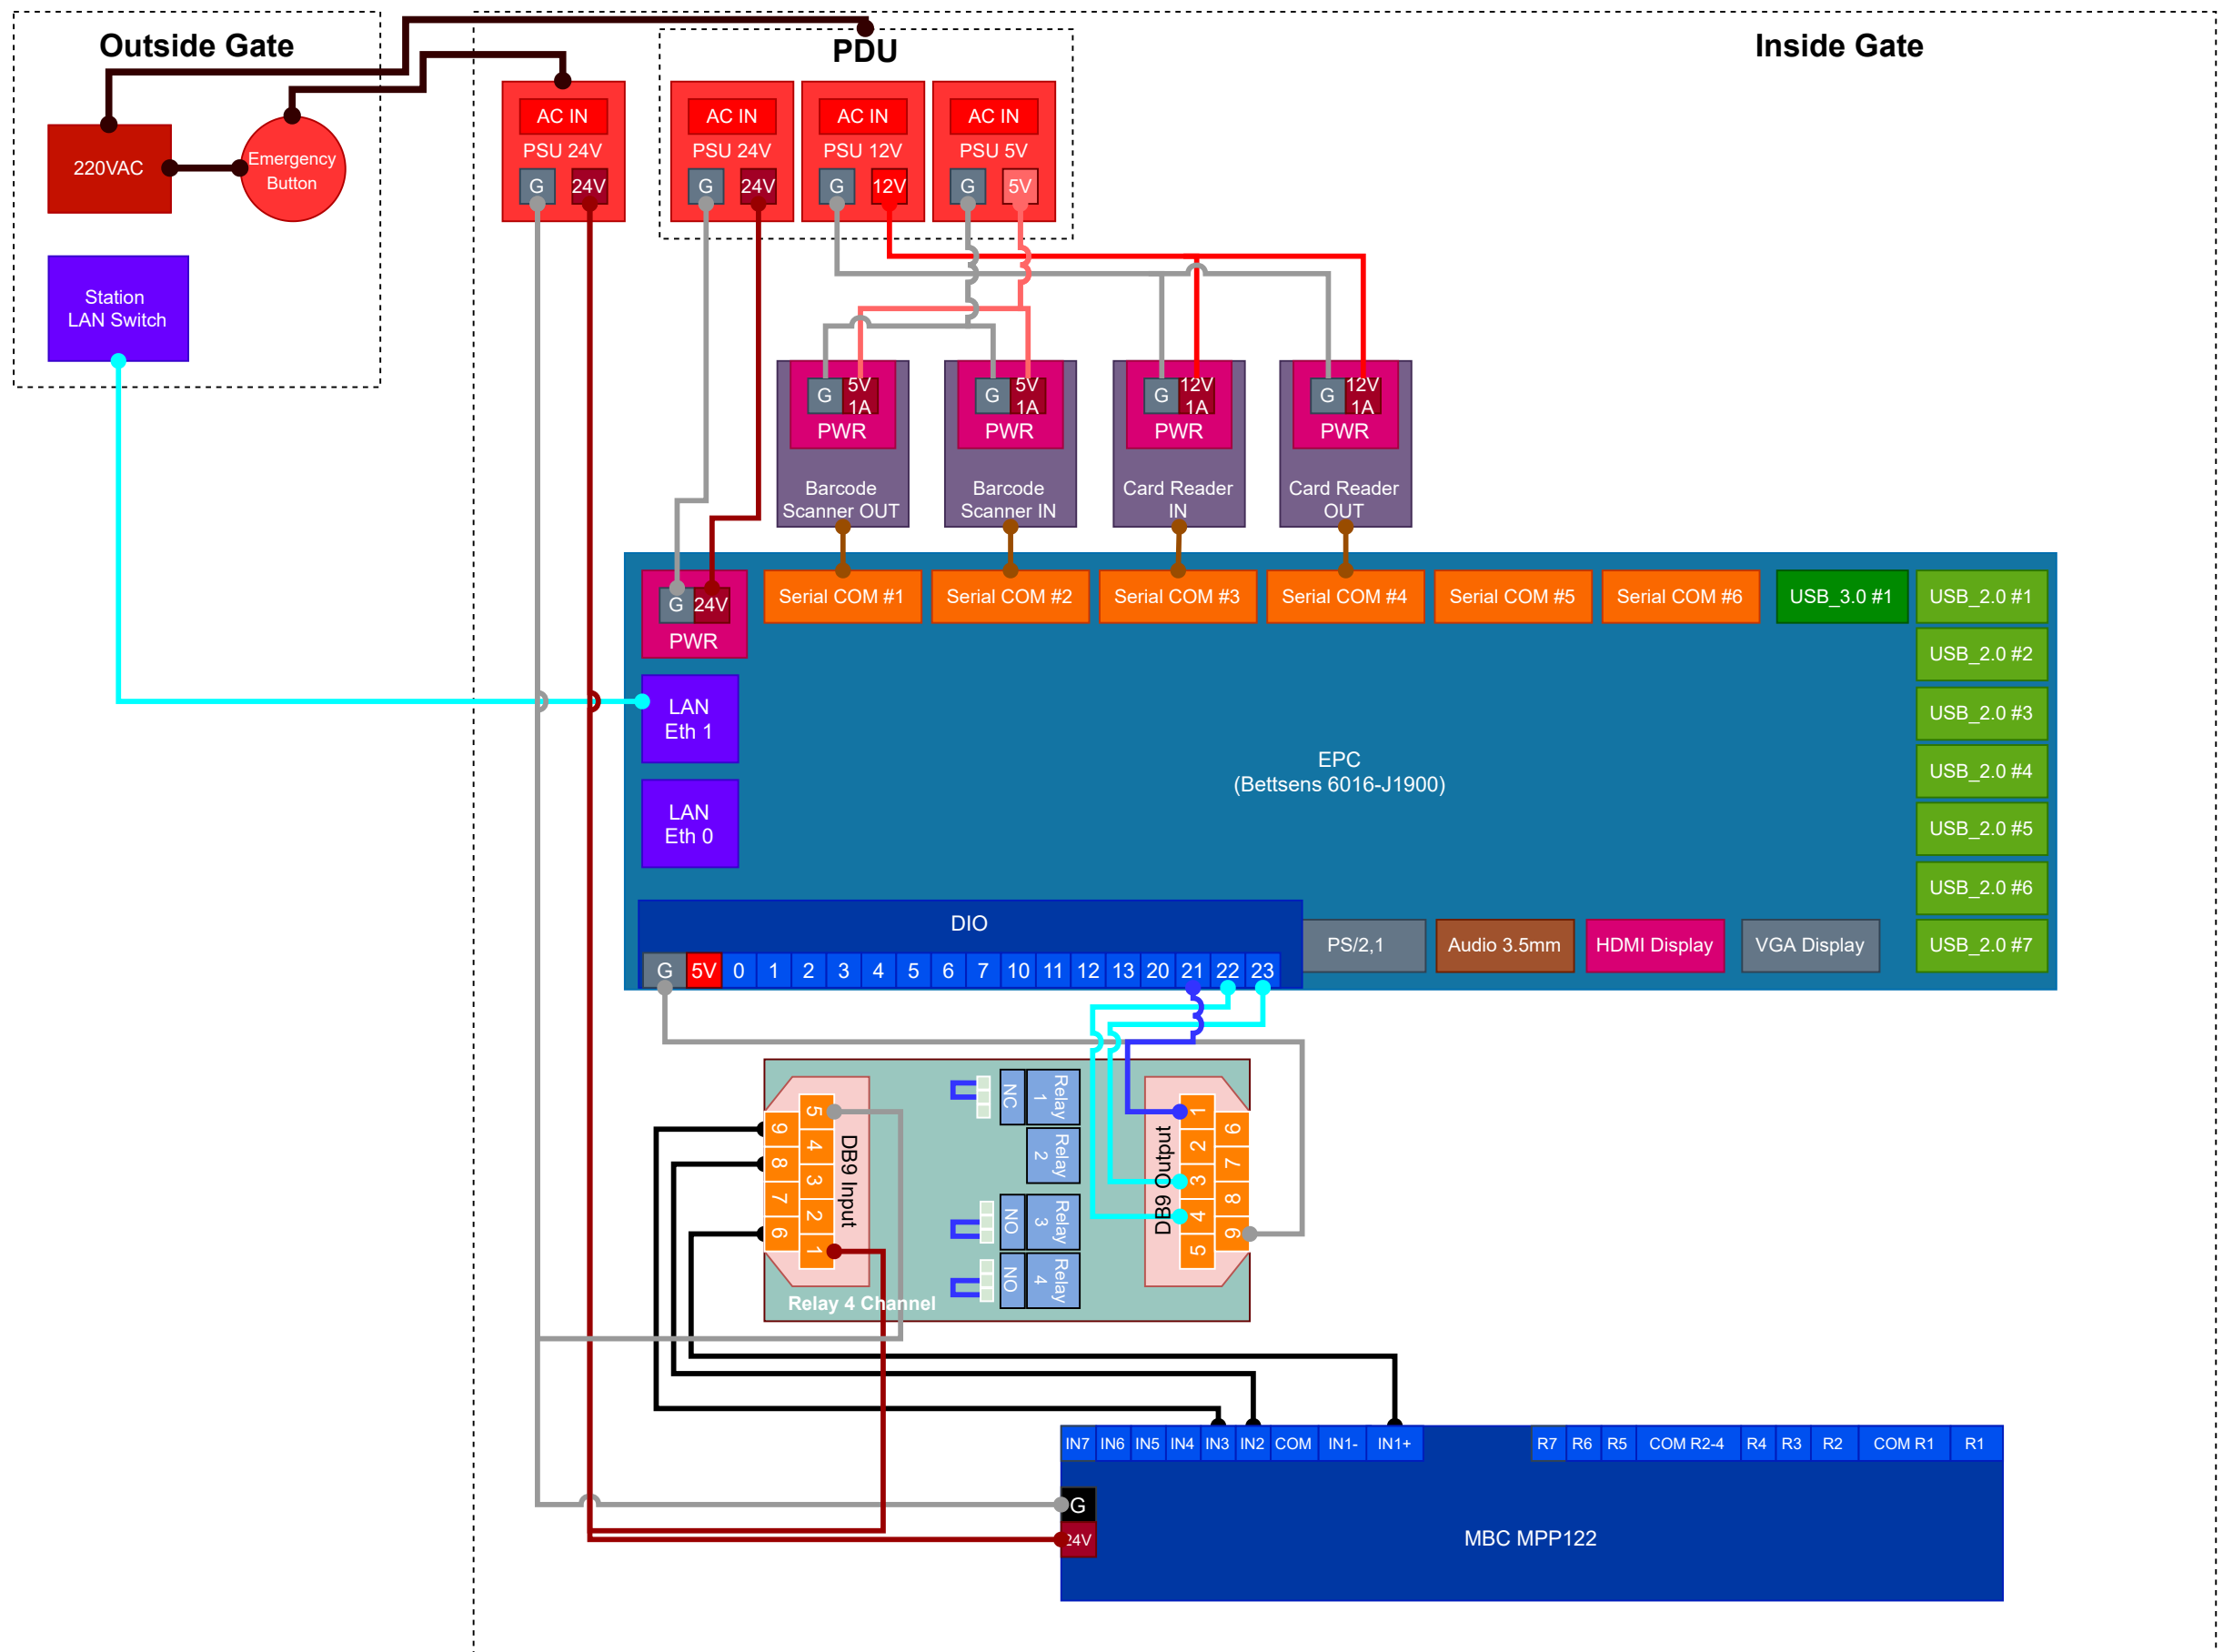 Outside Gate
PDU
Inside Gate
220VAC
Emergency
Button
Station
LAN Switch
AC IN
PSU 24V
G
24V
AC IN
PSU 24V
G
24V
AC IN
PSU 12V
G
12V
AC IN
PSU 5V
G
5V
G
5V
1A
PWR
Barcode
Scanner OUT
G
5V
1A
PWR
Barcode
Scanner IN
G
12V
1A
PWR
Card Reader
IN
G
12V
1A
PWR
Card Reader
OUT
G
24V
PWR
Serial COM #1
Serial COM #2
Serial COM #3
Serial COM #4
Serial COM #5
Serial COM #6
USB_3.0 #1
USB_2.0 #1
USB_2.0 #2
USB_2.0 #3
USB_2.0 #4
USB_2.0 #5
USB_2.0 #6
USB_2.0 #7
LAN
Eth 1
LAN
Eth 0
EPC
(Bettsens 6016-J1900)
DIO
G
5V
0
1
2
3
4
5
6
7
10
11
12
13
20
21
22
23
PS/2,1
Audio 3.5mm
HDMI Display
VGA Display
5
4
3
2
1
9
8
7
6
DB9 Input
NC
Relay
1
Relay
2
NO
Relay
3
NO
Relay
4
DB9 Output
1
2
3
4
5
6
7
8
9
Relay 4 Channel
IN7
IN6
IN5
IN4
IN3
IN2
COM
IN1-
IN1+
R7
R6
R5
COM R2-4
R4
R3
R2
COM R1
R1
G
24V
MBC MPP122